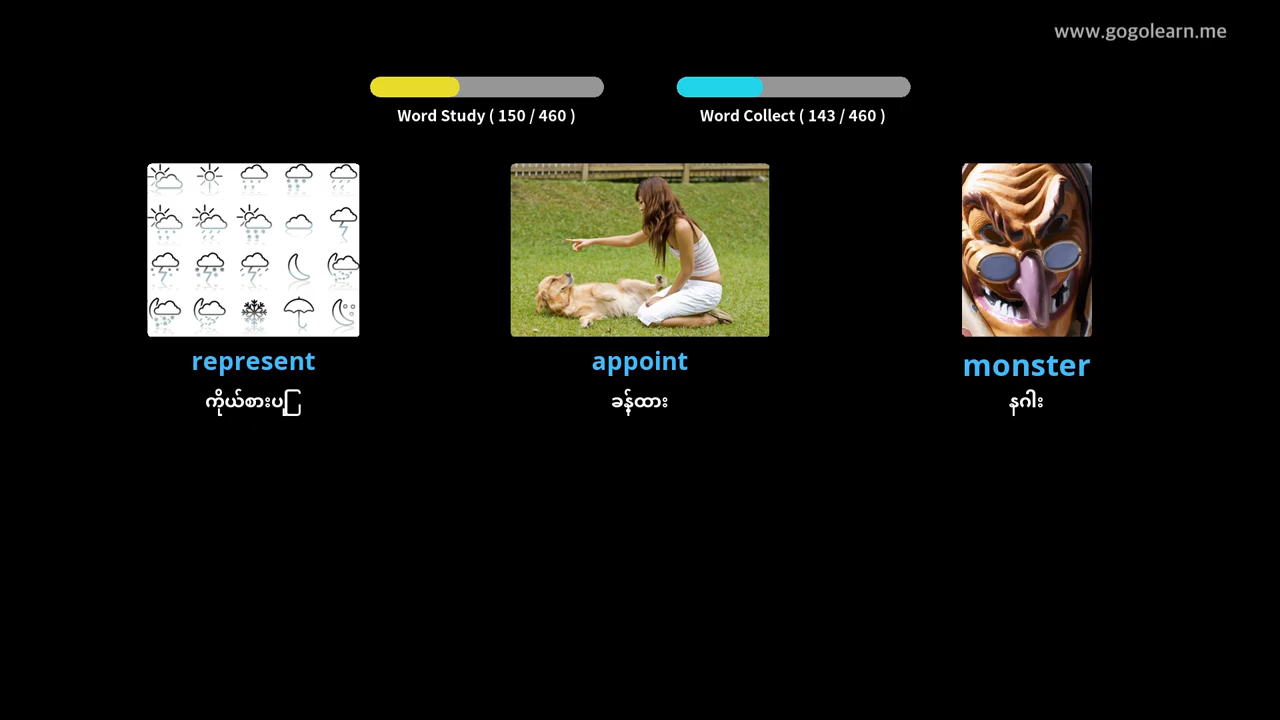 www.gogolearn.me
Word Study ( 150 / 460 )
Word Collect ( 143 / 460 )
represent
appoint
monster
ကိုယ်စားပြု
ခန့်ထား
နဂါး